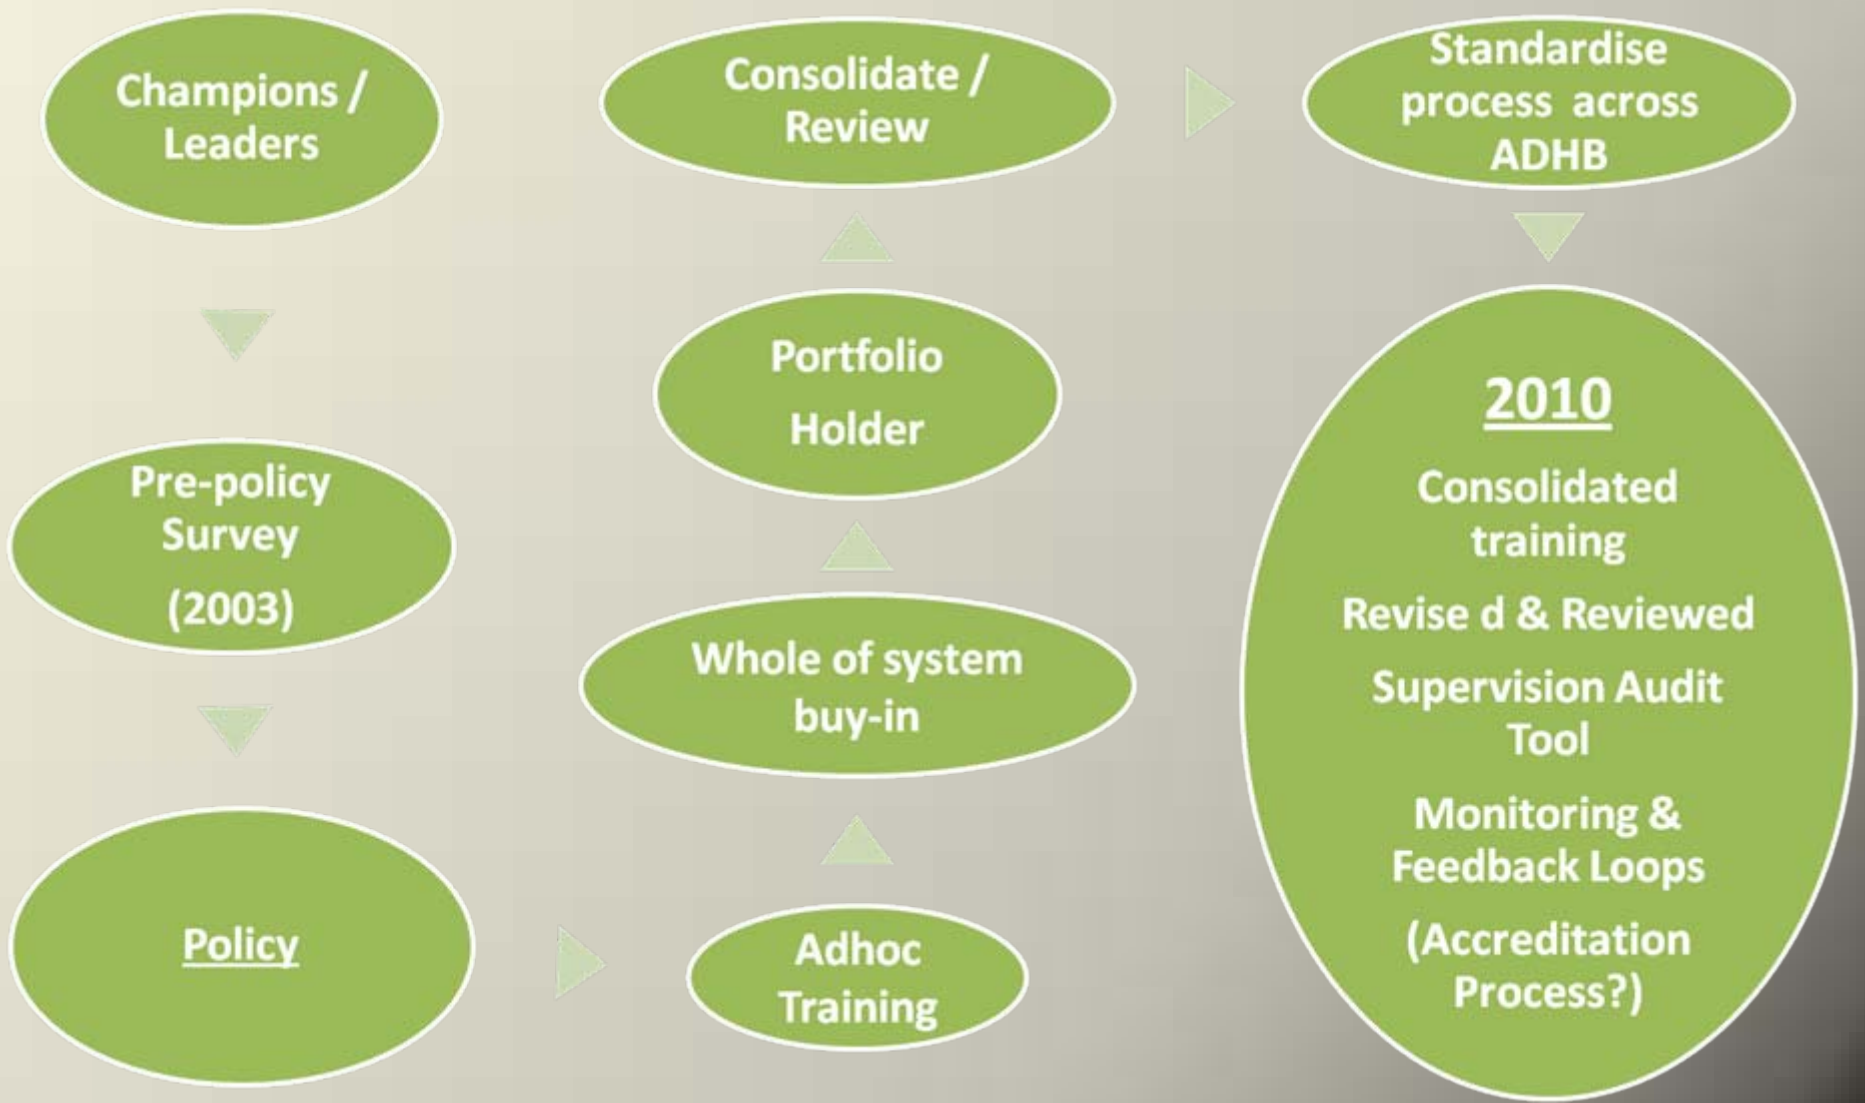 Champions /
Leaders
Pre-policy
Survey
(2003)
Policy
Adhoc
Training
Whole of system
buy-in
Portfolio
Holder
Consolidate /
Review
Standardise
process across
ADHB
2010
Consolidated
training
Revise d & Reviewed
Supervision Audit
Tool
Monitoring &
Feedback Loops
(Accreditation
Process?)